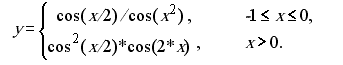 y= cos(x/2)/cos(x²), -1≤ x≤0,
cos²(x/2)*cos(2*x) , x>0.